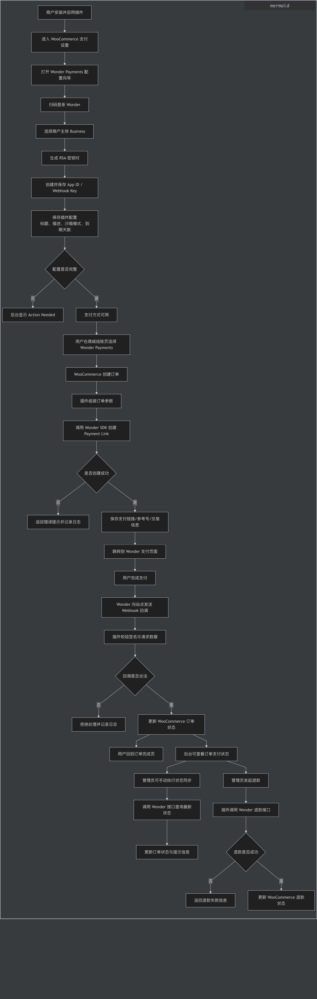 mermaid
商户安装并启用插件
进入 WooCommerce 支付
设置
打开 Wonder Payments 配
置向导
扫码登录 Wonder
选择商户主体 Business
生成 RSA 密钥对
创建并保存 App ID /
Webhook Key
保存插件配置
标题、描述、沙箱模式、到
期天数
配置是否完整
否
是
后台显示 Action Needed
支付方式可用
用户在商城结账页选择
Wonder Payments
WooCommerce 创建订单
插件组装订单参数
调用 Wonder SDK 创建
Payment Link
是否创建成功
否
是
返回错误提示并记录日志
保存支付链接/参考号/交易
信息
跳转到 Wonder 支付页面
用户完成支付
Wonder 向站点发送
Webhook 回调
插件校验签名与请求数据
回调是否合法
否
是
拒绝处理并记录日志
更新 WooCommerce 订单
状态
用户回到订单完成页
后台可查看订单支付状态
管理员可手动执行状态同步
管理员发起退款
调用 Wonder 接口查询最新
状态
插件调用 Wonder 退款接口
更新订单状态与提示信息
退款是否成功
否
是
返回退款失败信息
更新 WooCommerce 退款
状态